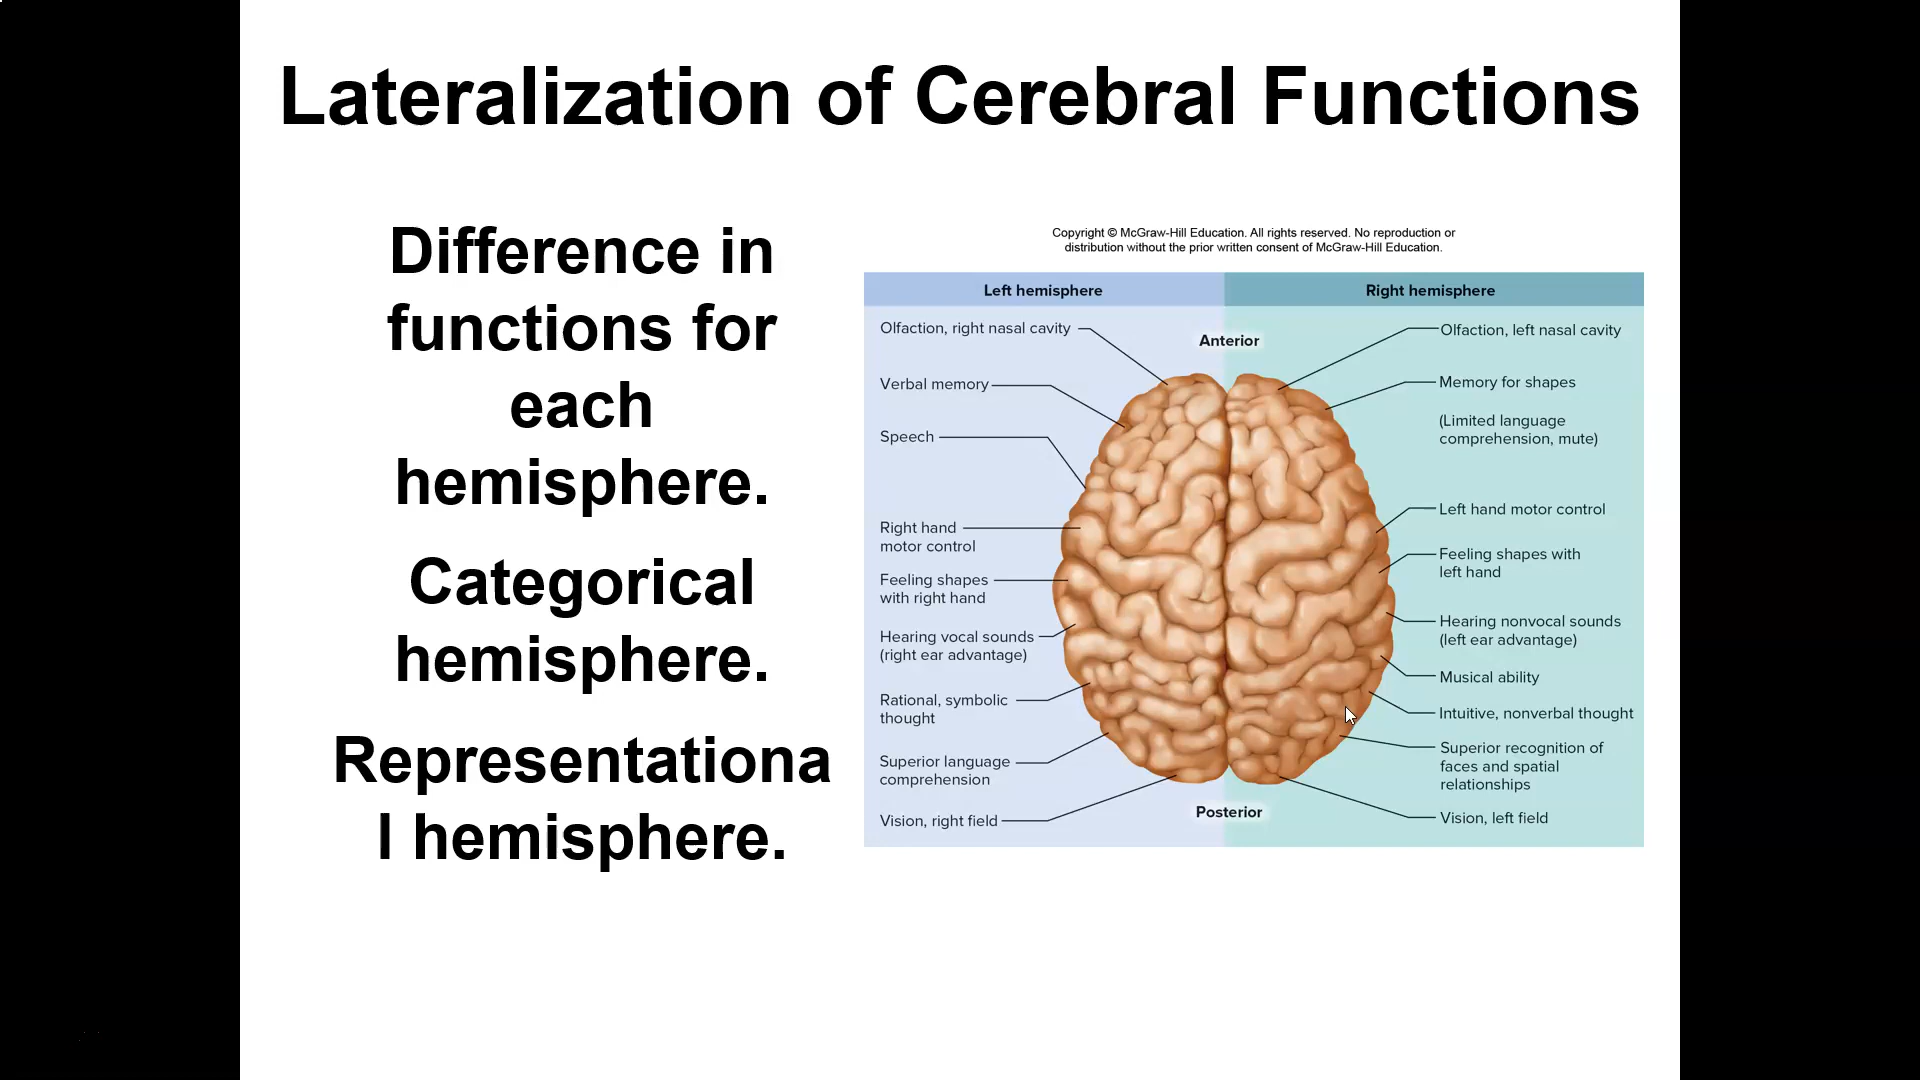 Lateralization of Cerebral Functions
Difference in
functions for
each
hemisphere.
Categorical
hemisphere.
Representationa
l hemisphere.
Copyright © McGraw-Hill Education. All rights reserved. No reproduction or
distribution without the prior written consent of McGraw-Hill Education.
Left hemisphere
Right hemisphere
Anterior
Olfaction, right nasal cavity
Verbal memory
Speech
Right hand
motor control
Feeling shapes
with right hand
Hearing vocal sounds
(right ear advantage)
Rational, symbolic
thought
Superior language
comprehension
Vision, right field
Olfaction, left nasal cavity
Memory for shapes
(Limited language
comprehension, mute)
Left hand motor control
Feeling shapes with
left hand
Hearing nonvocal sounds
(left ear advantage)
Musical ability
Intuitive, nonverbal thought
Superior recognition of
faces and spatial
relationships
Vision, left field
Posterior